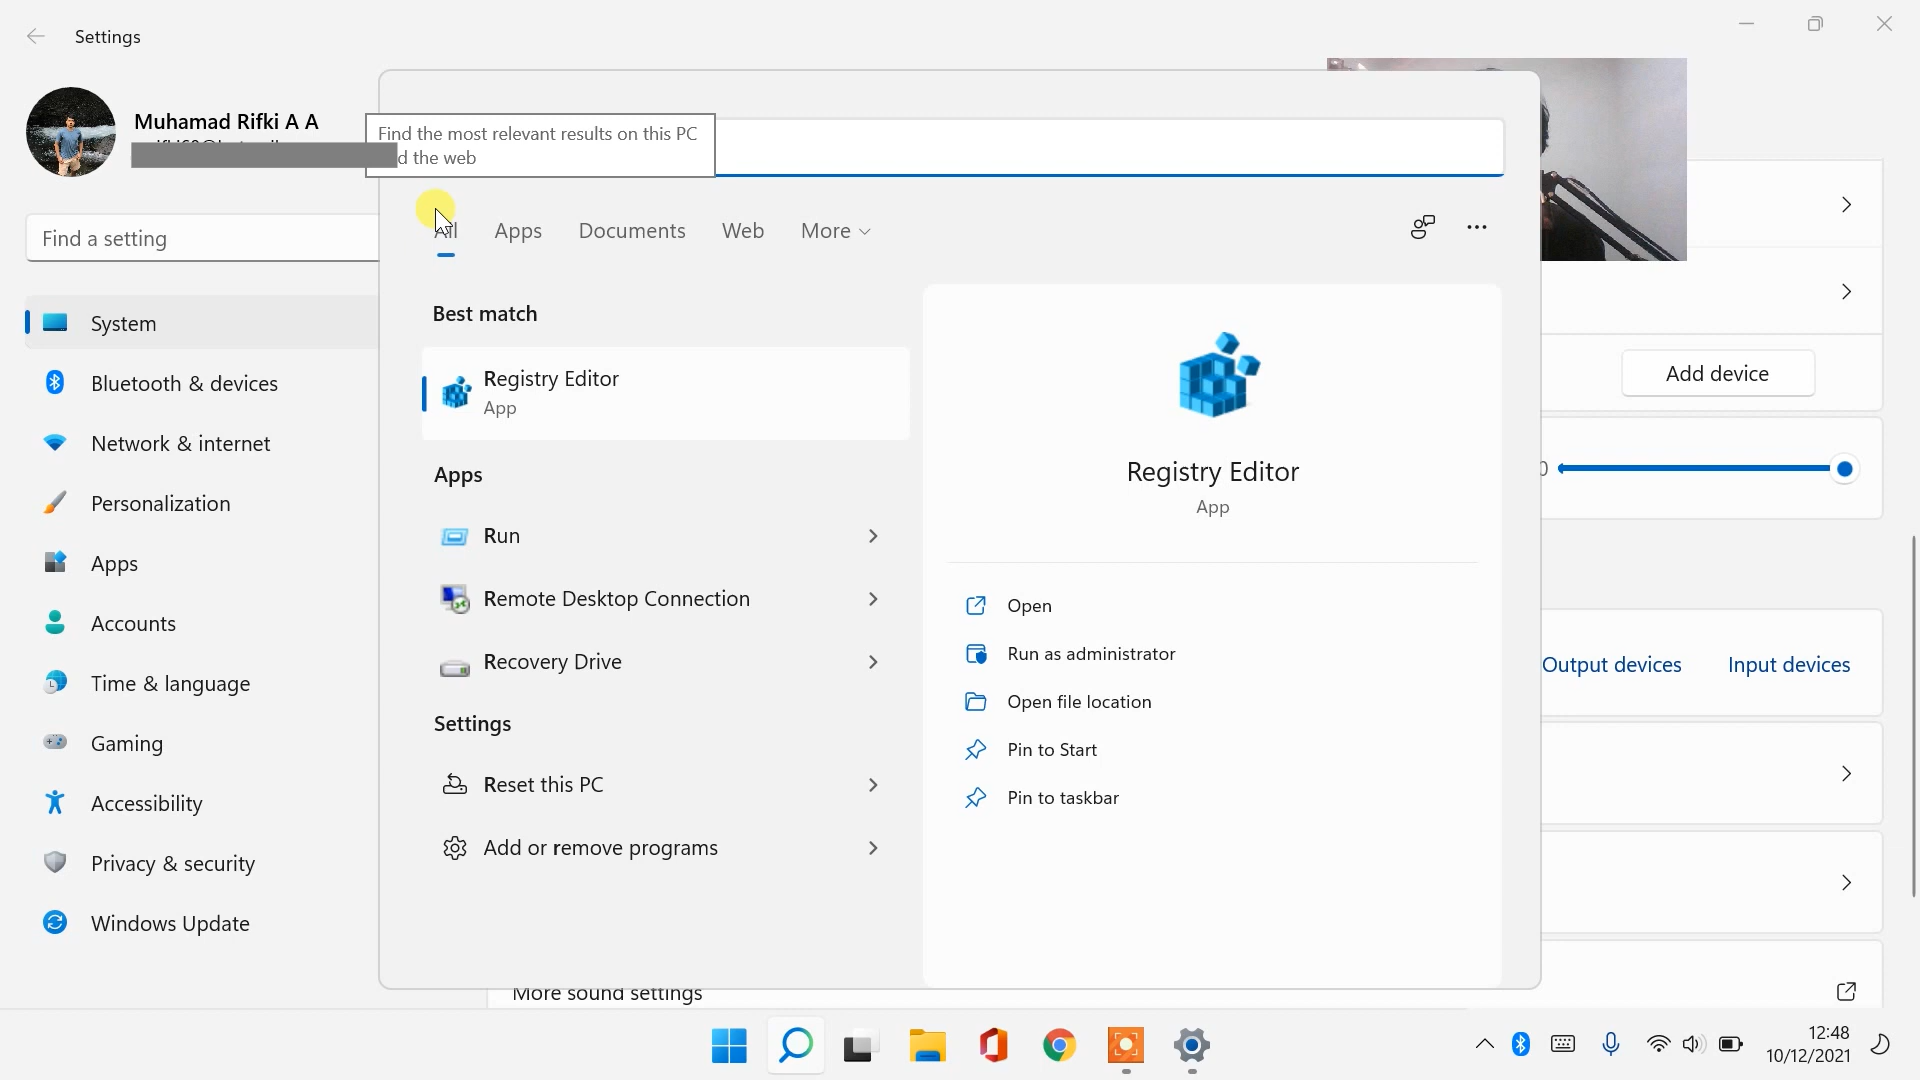 Settings
Muhamad Rifki A A
Find the most relevant results on this PC
d the web
Find a setting
System
Bluetooth & devices
Network & internet
Personalization
Apps
Accounts
Time & language
Gaming
Accessibility
Privacy & security
Windows Update
All
Apps
Documents
Web
More
Best match
Registry Editor
App
Apps
Run
Remote Desktop Connection
Recovery Drive
Settings
Reset this PC
Add or remove programs
Registry Editor
App
Open
Run as administrator
Open file location
Pin to Start
Pin to taskbar
Add device
0
Output devices
Input devices
More sound settings
12:48
10/12/2021